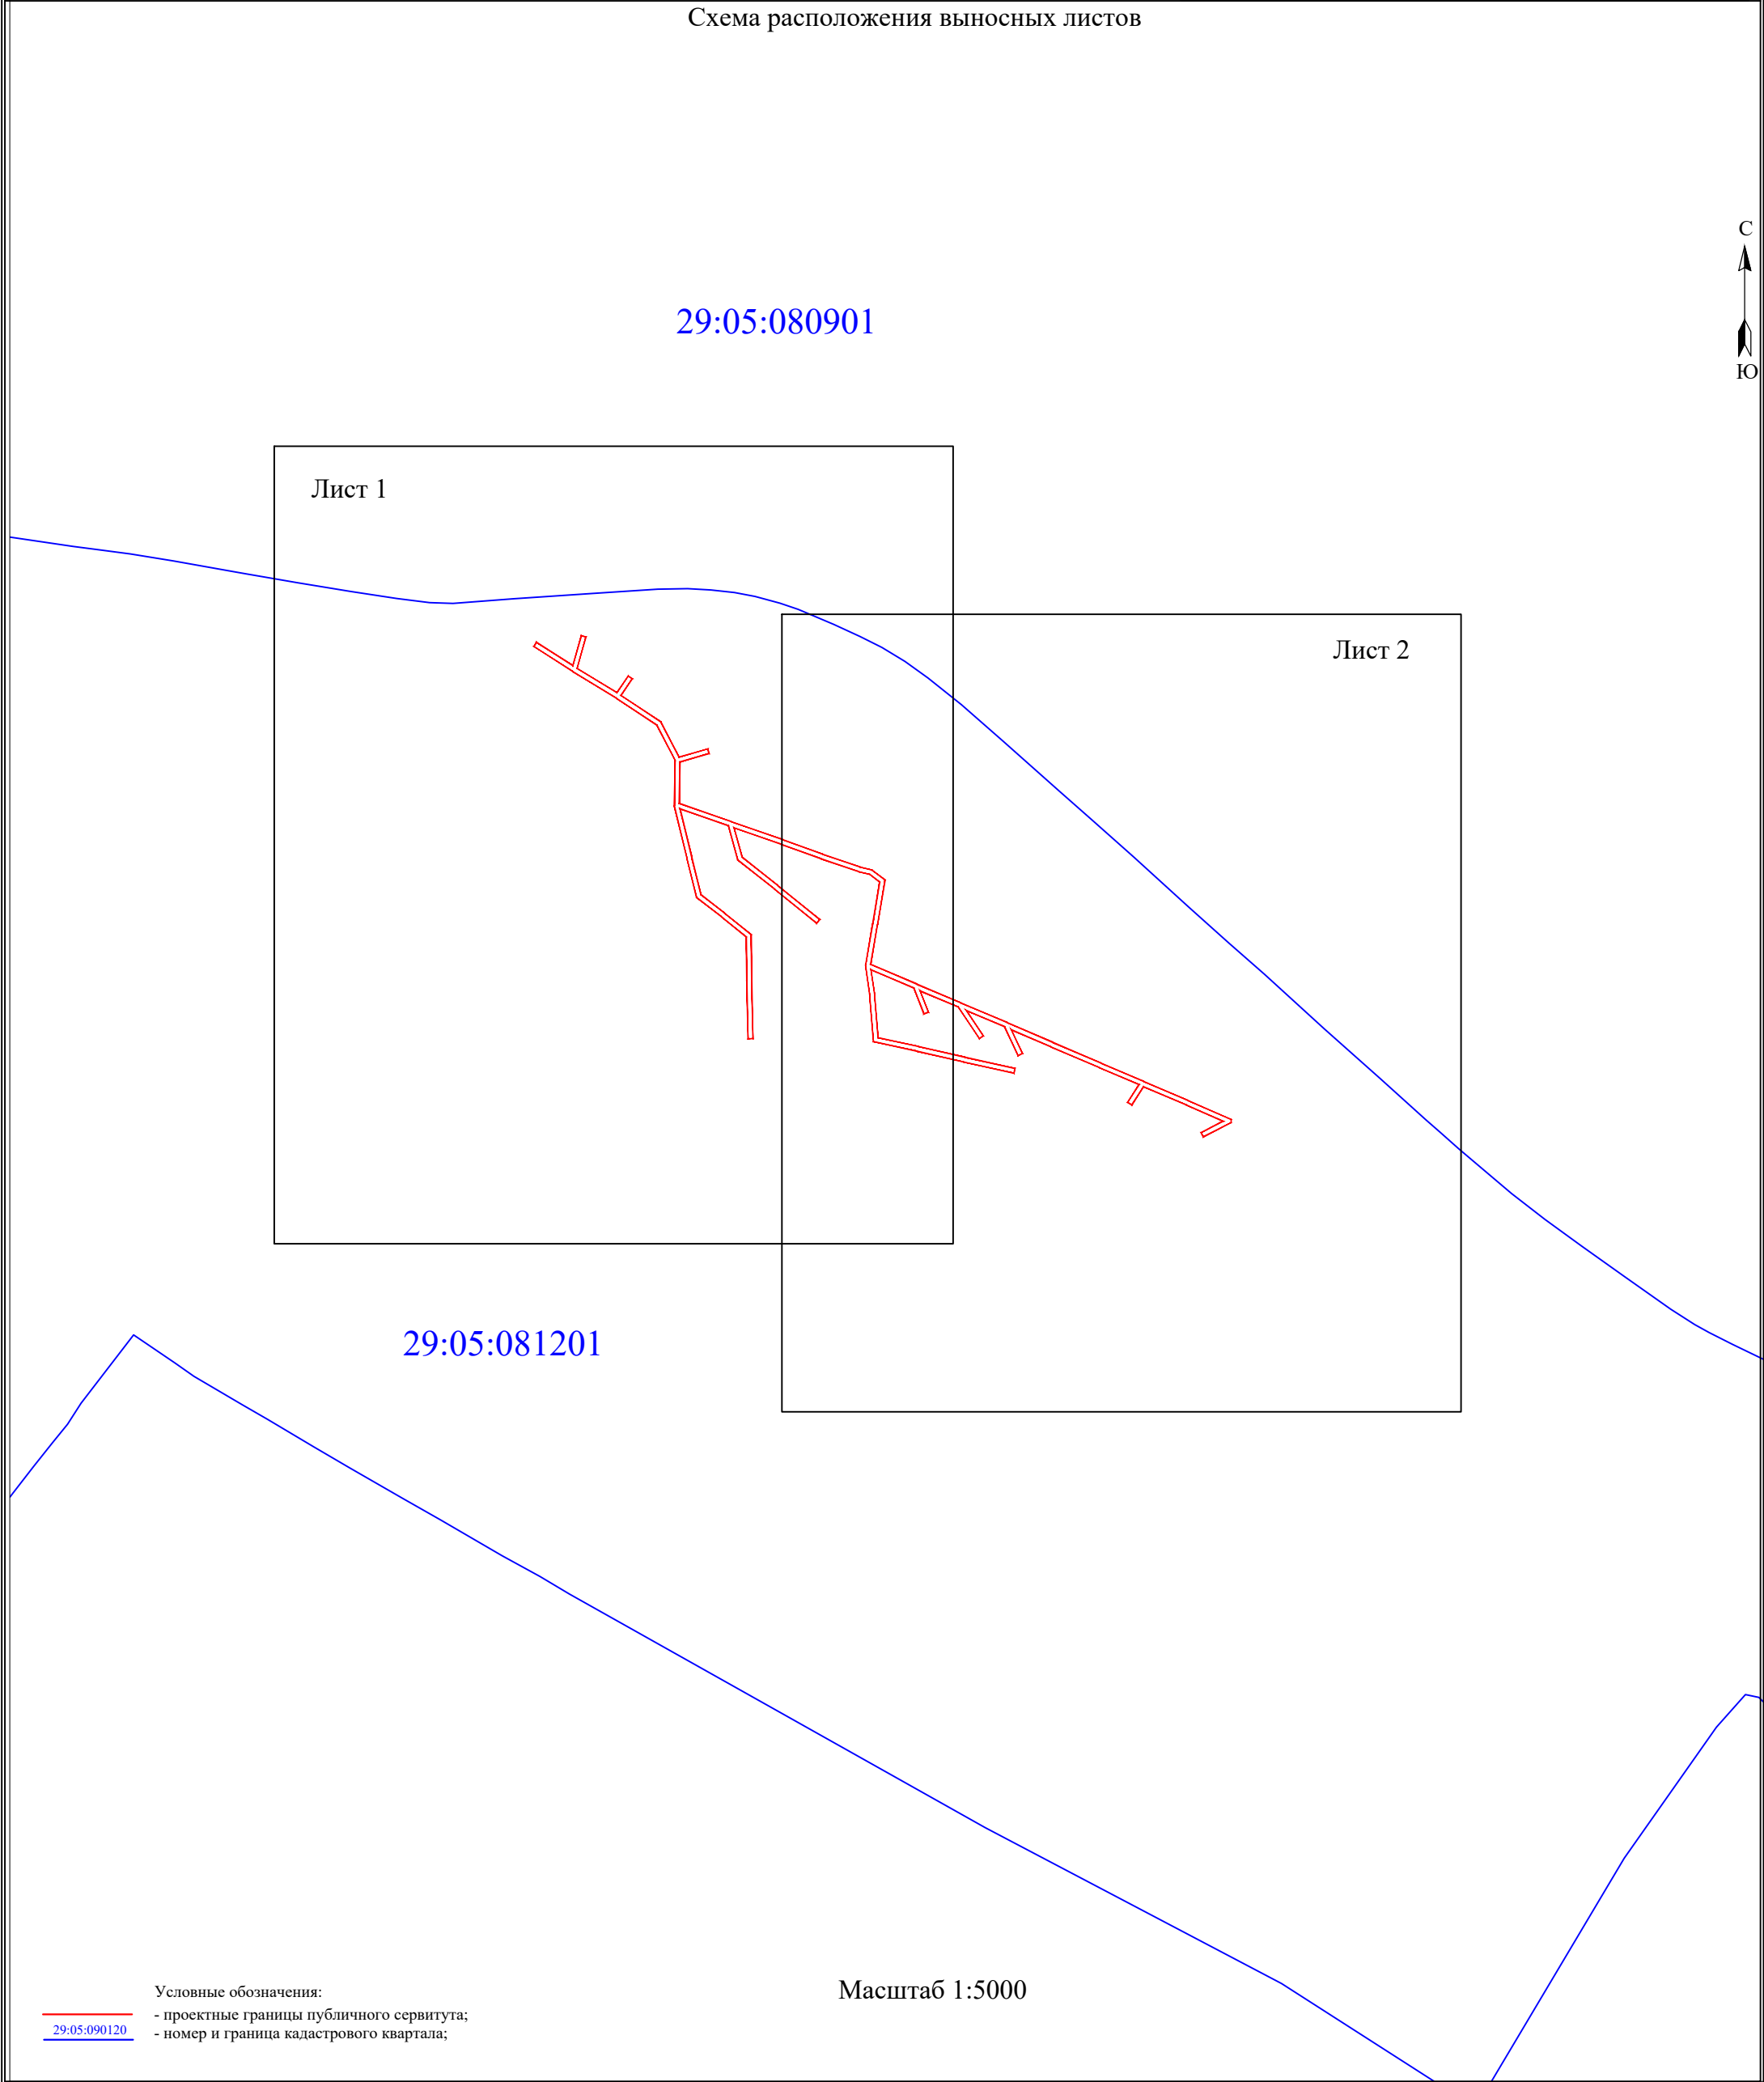 Схема расположения выносных листов
С
29:05:080901
Ю
Лист 1
Лист 2
29:05:081201
Масштаб 1:5000
Условные обозначения:
- проектные границы публичного сервитута;
29:05:090120 - номер и граница кадастрового квартала;